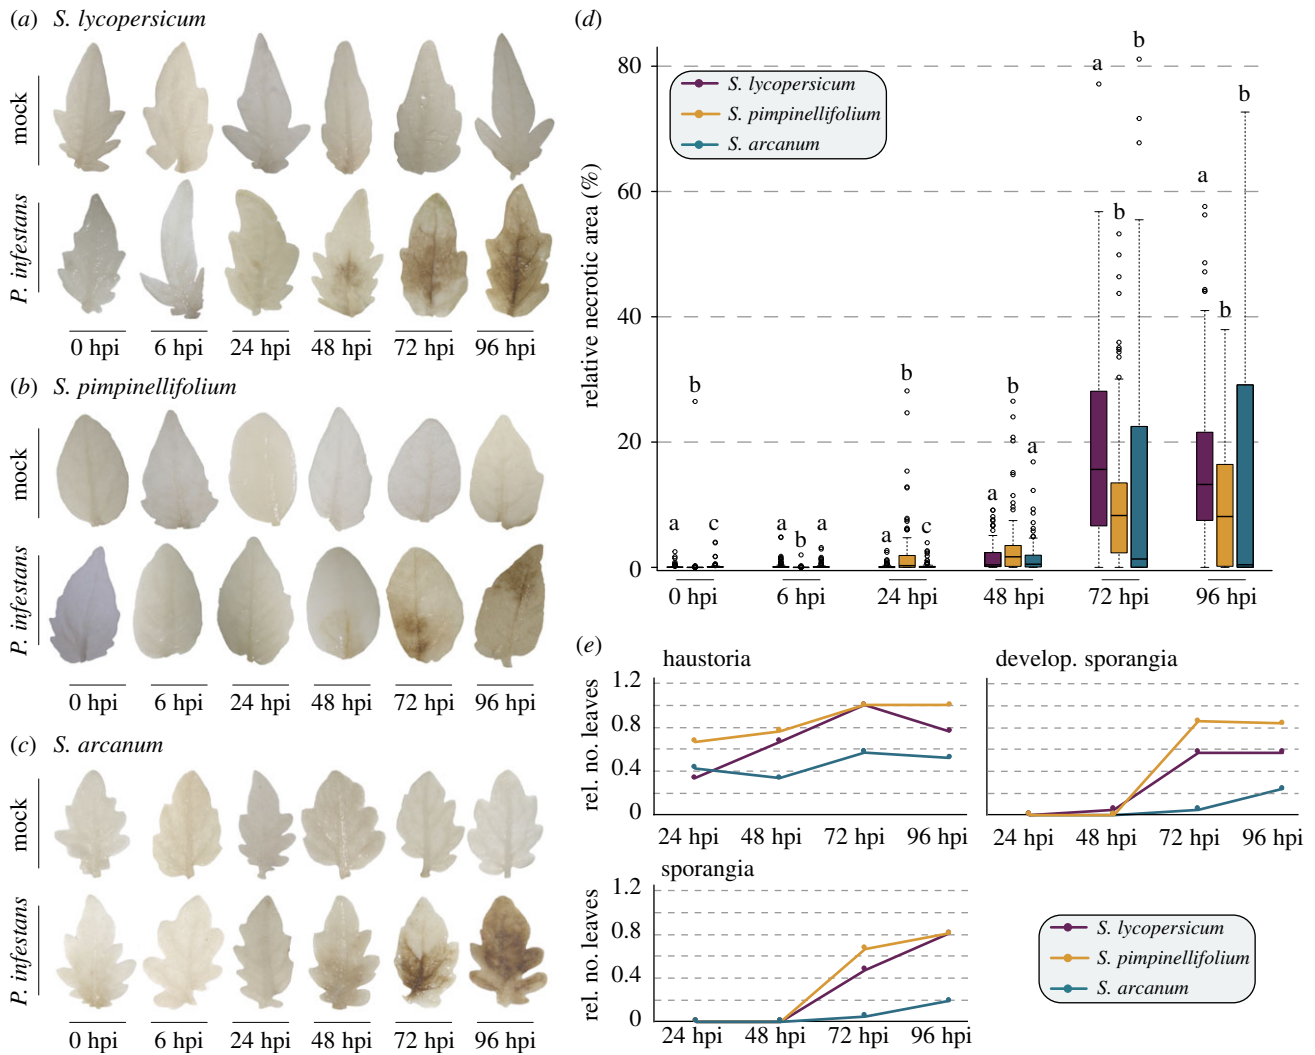 (a) S. lycopersicum
mock
P. infestans
0 hpi 6 hpi 24 hpi 48 hpi 72 hpi 96 hpi
(b) S. pimpinellifolium
mock
P. infestans
0 hpi 6 hpi 24 hpi 48 hpi 72 hpi 96 hpi
(c) S. arcanum
mock
P. infestans
0 hpi 6 hpi 24 hpi 48 hpi 72 hpi 96 hpi
(d)
relative necrotic area (%)
80
60
40
20
0
S. lycopersicum
S. pimpinellifolium
S. arcanum
a b c
a b a
a b c
a b a
a b b
a b b
0 hpi 6 hpi 24 hpi 48 hpi 72 hpi 96 hpi
(e)
haustoria
rel. no. leaves
1.2
0.8
0.4
0
24 hpi 48 hpi 72 hpi 96 hpi
develop. sporangia
24 hpi 48 hpi 72 hpi 96 hpi
sporangia
rel. no. leaves
1.2
0.8
0.4
0
24 hpi 48 hpi 72 hpi 96 hpi
S. lycopersicum
S. pimpinellifolium
S. arcanum